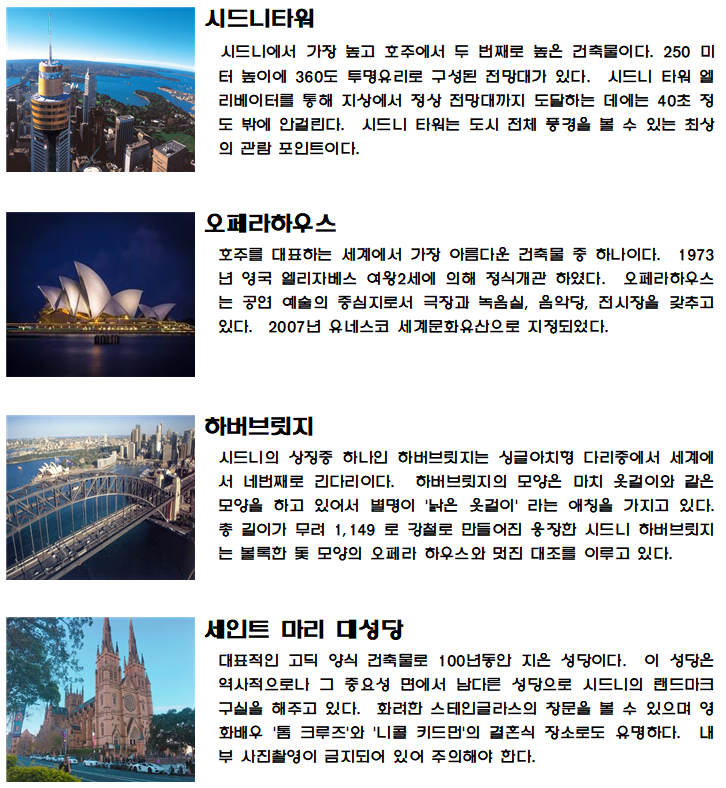 시드니타워
시드니에서 가장 높고 호주에서 두 번째로 높은 건축물이다. 250 미
터 높이에 360도 투명유리로 구성된 전망대가 있다. 시드니 타워 엘
리베이터를 통해 지상에서 정상 전망대까지 도달하는 데에는 40초 정
도 밖에 안걸린다. 시드니 타워는 도시 전체 풍경을 볼 수 있는 최상
의 관람 포인트이다.
오페라하우스
호주를 대표하는 세계에서 가장 아름다운 건축물 중 하나이다. 1973
년 영국 엘리자베스 여왕2세에 의해 정식개관 하였다. 오페라하우스
는 공연 예술의 중심지로서 극장과 녹음실, 음악당, 전시장을 갖추고
있다. 2007년 유네스코 세계문화유산으로 지정되었다.
하버브릿지
시드니의 상징중 하나인 하버브릿지는 싱글아치형 다리중에서 세계에
서 네번째로 긴다리이다. 하버브릿지의 모양은 마치 옷걸이와 같은
모양을 하고 있어서 별명이 '낡은 옷걸이' 라는 애칭을 가지고 있다.
총 길이가 무려 1,149 로 강철로 만들어진 웅장한 시드니 하버브릿지
는 볼록한 돛 모양의 오페라 하우스와 멋진 대조를 이루고 있다.
세인트 마리 대성당
대표적인 고딕 양식 건축물로 100년동안 지은 성당이다. 이 성당은
역사적으로나 그 중요성 면에서 남다른 성당으로 시드니의 랜드마크
구실을 해주고 있다. 화려한 스테인글라스의 창문을 볼 수 있으며 영
화배우 '톰 크루즈'와 '니콜 키드먼'의 결혼식 장소로도 유명하다. 내
부 사진촬영이 금지되어 있어 주의해야 한다.